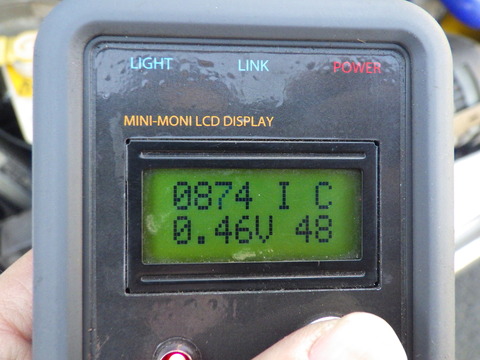 LIGHT LINK POWER
MINI-MONI LCD DISPLAY
0874 I C
0.46V 48